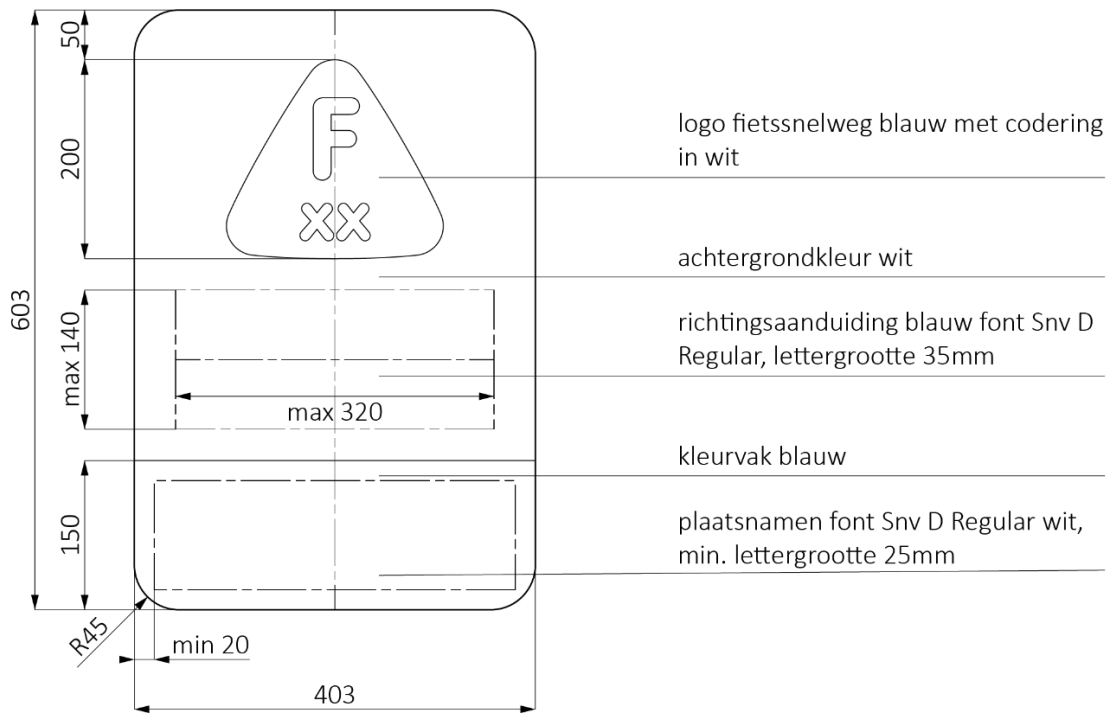 50
200
603
max 140
150
F
xx
max 320
R45
min 20
403
logo fietssnelweg blauw met codering
in wit
achtergrondkleur wit
richtingsaanduiding blauw font Snv D
Regular, lettergrootte 35mm
kleurvak blauw
plaatsnamen font Snv D Regular wit,
min. lettergrootte 25mm